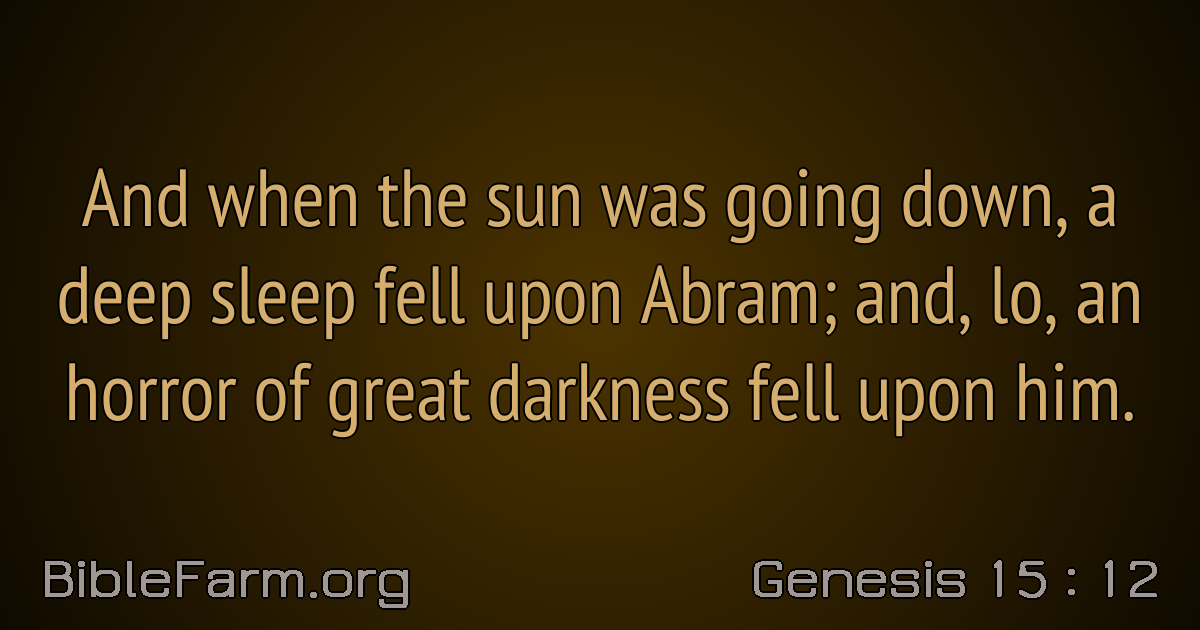 And when the sun was going down, a
deep sleep fell upon Abram; and, lo, an
horror of great darkness fell upon him.
BibleFarm.org
Genesis 15 : 12